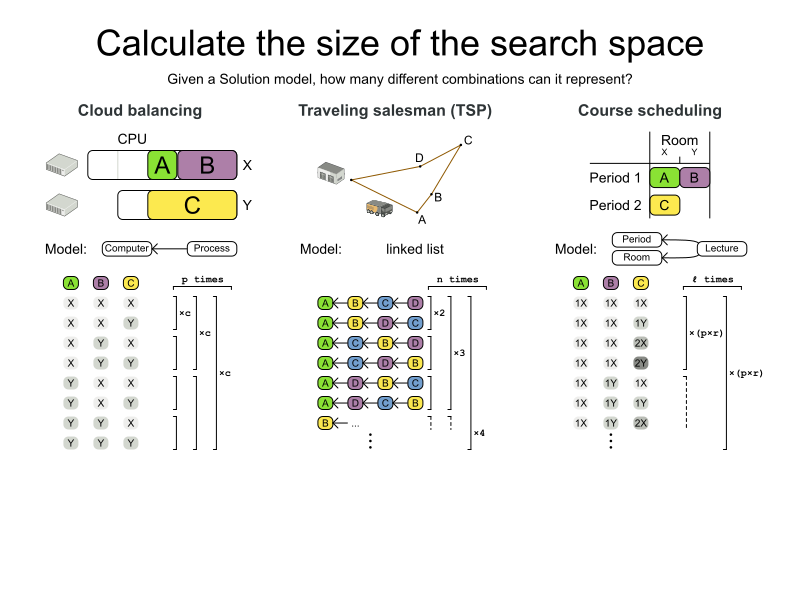 Calculate the size of the search space
Given a Solution model, how many different combinations can it represent?
Cloud balancing
CPU
A B X
C Y
Model: Computer Process
A B C p times
X X X
X X Y
X Y X
X Y Y
Y X X
Y X Y
Y Y X
Y Y Y
×c
×c
×c
Traveling salesman (TSP)
C
D
B
A
Model: linked list
n times
A B C D
A B D C
A C B D
A C D B
A D B C
A D C B
B ...
×2
×3
×4
Course scheduling
Room
X Y
Period 1 A B
Period 2 C
Model: Period Room Lecture
A B C ℓ times
1X 1X 1X
1X 1X 1Y
1X 1X 2X
1X 1X 2Y
1X 1Y 1X
1X 1Y 1Y
1X 1Y 2X
×(p×r)
×(p×r)